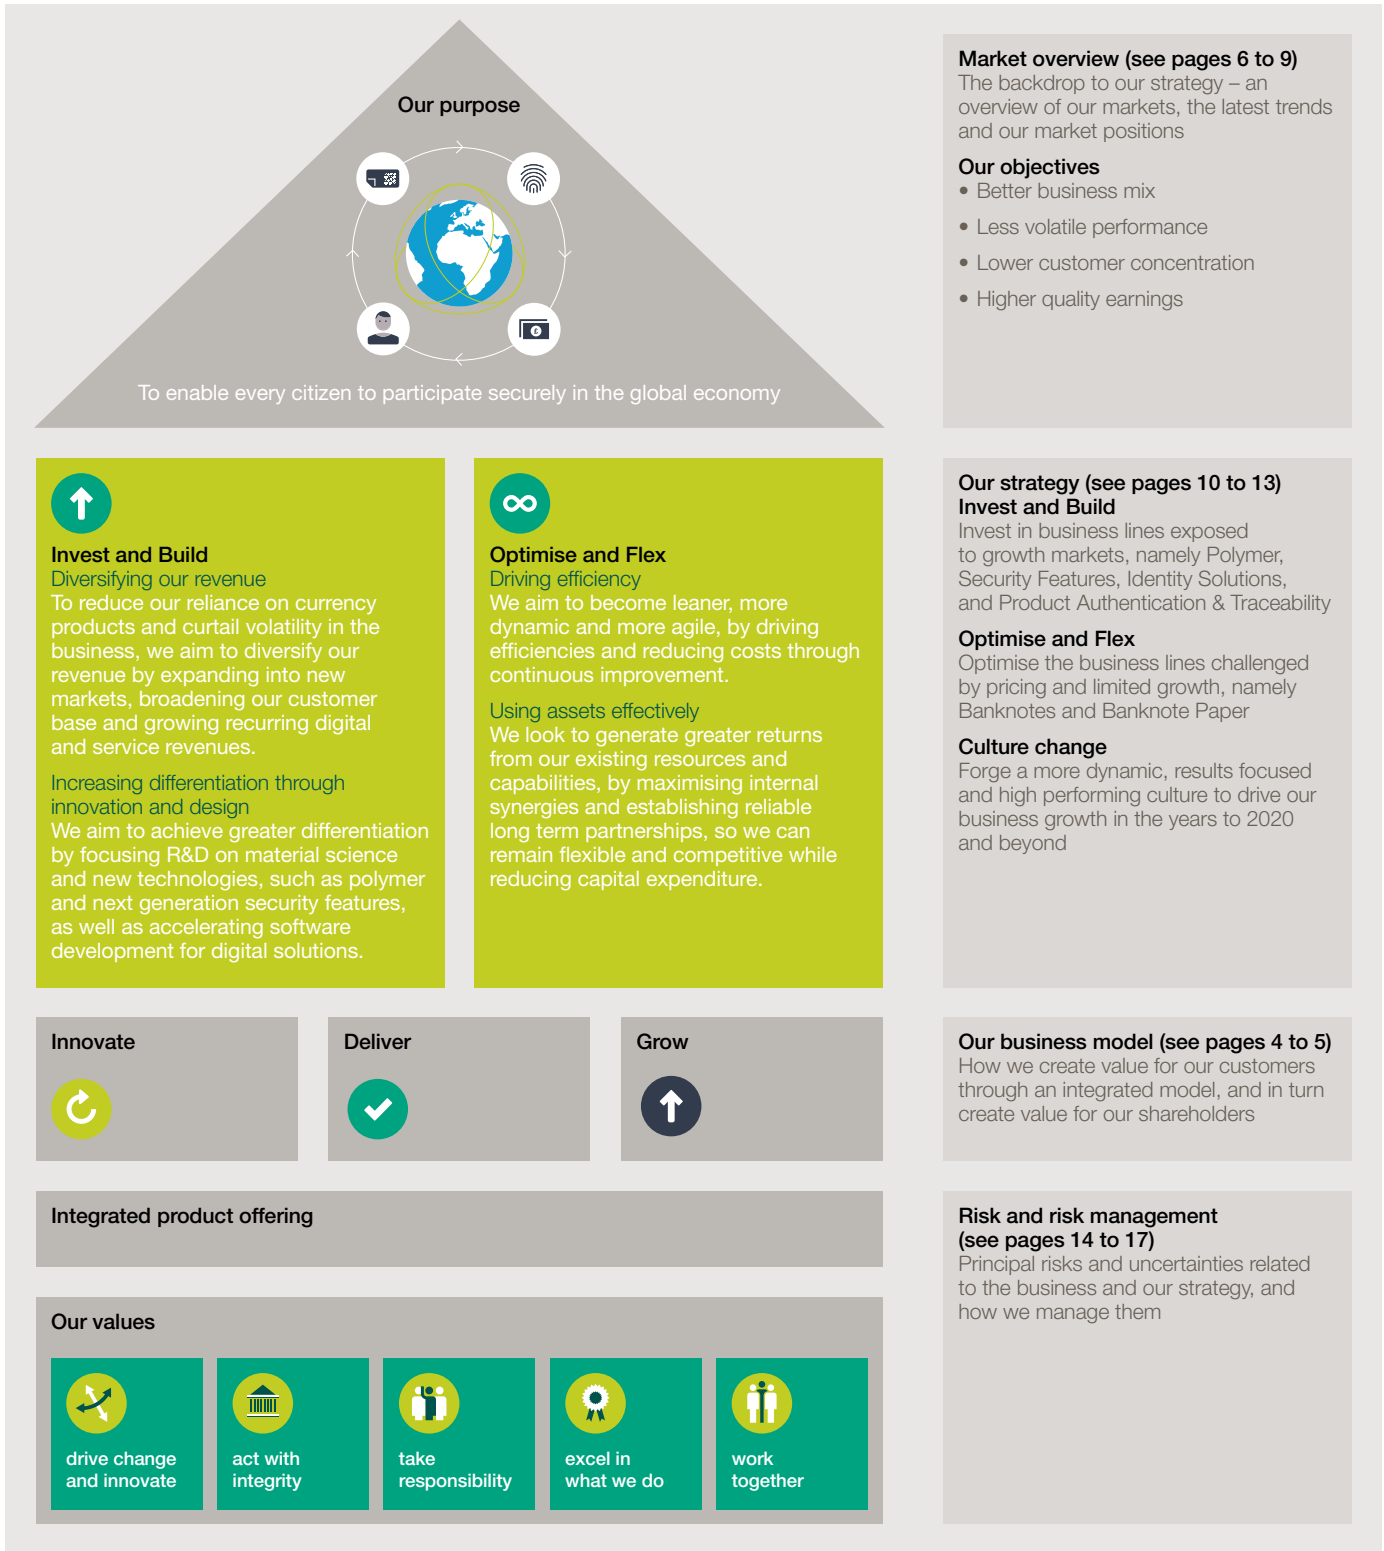 Our purpose
To enable every citizen to participate securely in the global economy
Market overview (see pages 6 to 9)
The backdrop to our strategy – an
overview of our markets, the latest trends
and our market positions
Our objectives
• Better business mix
• Less volatile performance
• Lower customer concentration
• Higher quality earnings
Invest and Build
Diversifying our revenue
To reduce our reliance on currency
products and curtail volatility in the
business, we aim to diversify our
revenue by expanding into new
markets, broadening our customer
base and growing recurring digital
and service revenues.
Increasing differentiation through
innovation and design
We aim to achieve greater differentiation
by focusing R&D on material science
and new technologies, such as polymer
and next generation security features,
as well as accelerating software
development for digital solutions.
Optimise and Flex
Driving efficiency
We aim to become leaner, more
dynamic and more agile, by driving
efficiencies and reducing costs through
continuous improvement.
Using assets effectively
We look to generate greater returns
from our existing resources and
capabilities, by maximising internal
synergies and establishing reliable
long term partnerships, so we can
remain flexible and competitive while
reducing capital expenditure.
Our strategy (see pages 10 to 13)
Invest and Build
Invest in business lines exposed
to growth markets, namely Polymer,
Security Features, Identity Solutions,
and Product Authentication & Traceability
Optimise and Flex
Optimise the business lines challenged
by pricing and limited growth, namely
Banknotes and Banknote Paper
Culture change
Forge a more dynamic, results focused
and high performing culture to drive our
business growth in the years to 2020
and beyond
Innovate
Deliver
Grow
Our business model (see pages 4 to 5)
How we create value for our customers
through an integrated model, and in turn
create value for our shareholders
Integrated product offering
Risk and risk management
(see pages 14 to 17)
Principal risks and uncertainties related
to the business and our strategy, and
how we manage them
Our values
drive change
and innovate
act with
integrity
take
responsibility
excel in
what we do
work
together